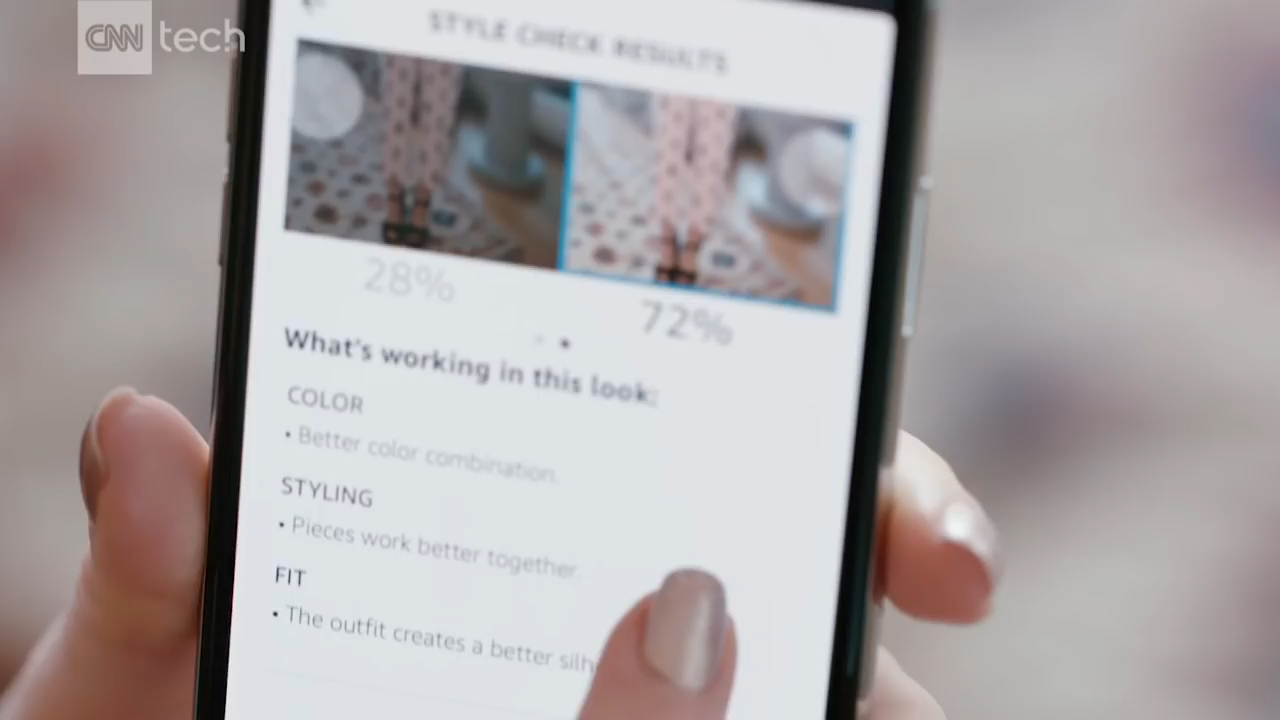 CNN tech
STYLE CHECK RESULTS
28%
72%
What's working in this look:
COLOR
• Better color combination.
STYLING
• Pieces work better together.
FIT
• The outfit creates a better silh